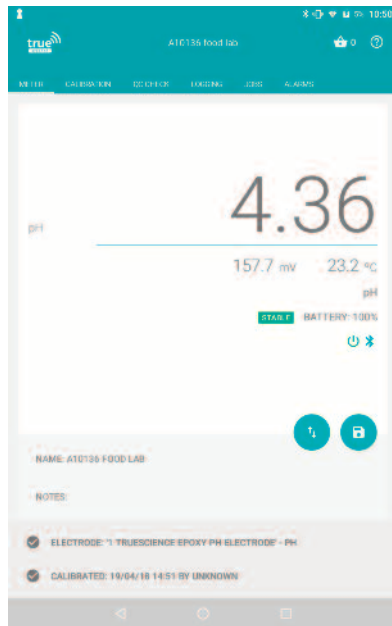 10:50
true
A10136 food lab
0
METER CALIBRATION QC CHECK LOGGING JOBS ALARMS
4.36
pH
157.7 mV 23.2 ºC
pH
STABLE BATTERY: 100%
NAME: A10136 FOOD LAB
NOTES:
ELECTRODE: '1 TRUESCIENCE EPOXY PH ELECTRODE' - PH
CALIBRATED: 19/04/18 14:51 BY UNKNOWN